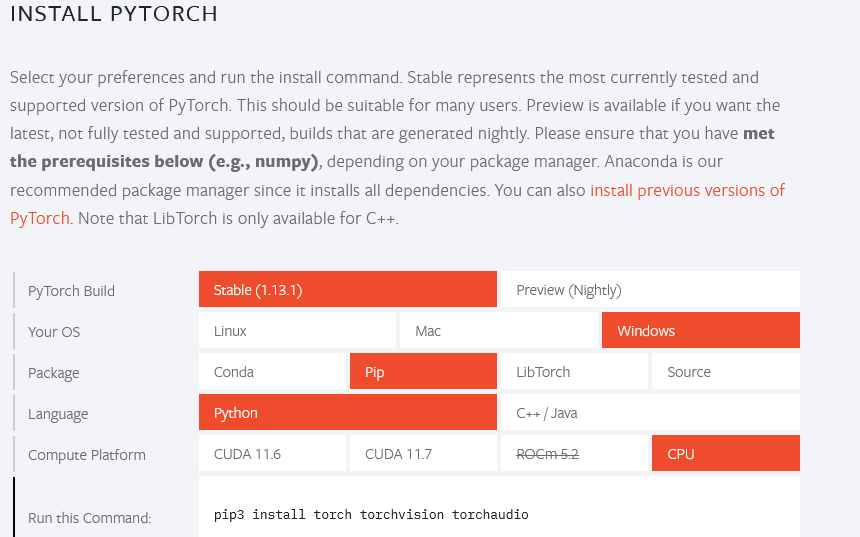 INSTALL PYTORCH
Select your preferences and run the install command. Stable represents the most currently tested and
supported version of PyTorch. This should be suitable for many users. Preview is available if you want the
latest, not fully tested and supported, builds that are generated nightly. Please ensure that you have met
the prerequisites below (e.g., numpy), depending on your package manager. Anaconda is our
recommended package manager since it installs all dependencies. You can also install previous versions of
PyTorch. Note that LibTorch is only available for C++.
PyTorch Build Stable (1.13.1) Preview (Nightly)
Your OS Linux Mac Windows
Package Conda Pip LibTorch Source
Language Python C++ / Java
Compute Platform CUDA 11.6 CUDA 11.7 ROCm 5.2 CPU
Run this Command: pip3 install torch torchvision torchaudio